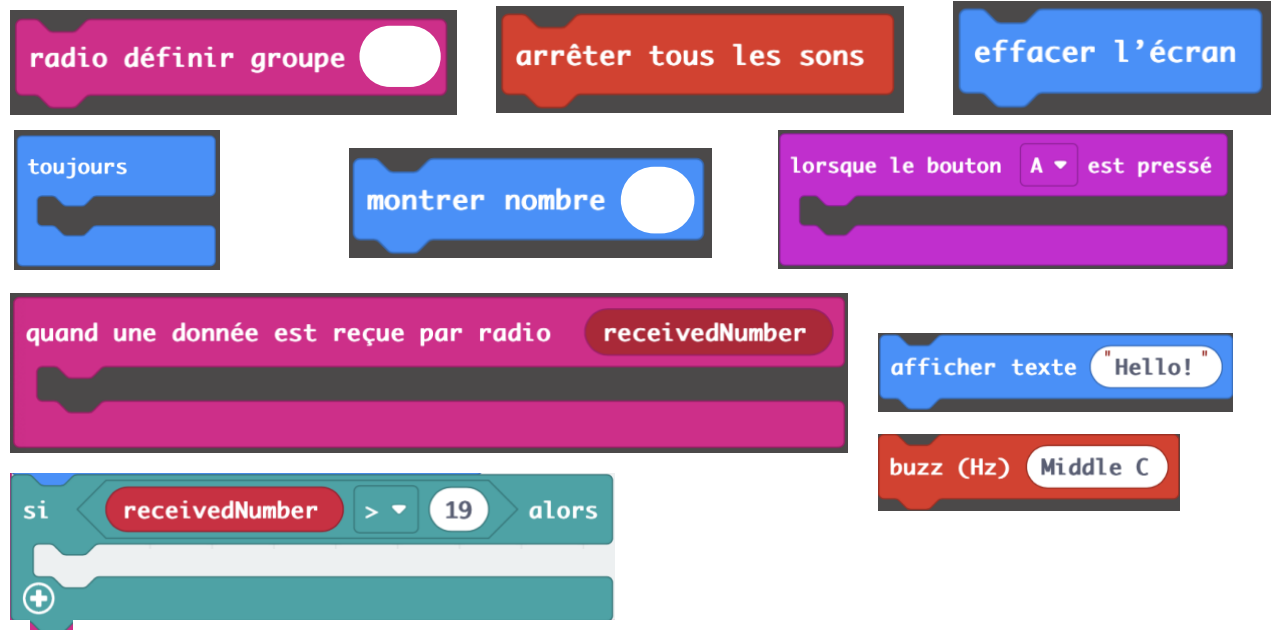 radio définir groupe
arrêter tous les sons
effacer l'écran
toujours
montrer nombre
lorsque le bouton A est pressé
quand une donnée est reçue par radio receivedNumber
afficher texte "Hello!"
buzz (Hz) Middle C
si receivedNumber > 19 alors